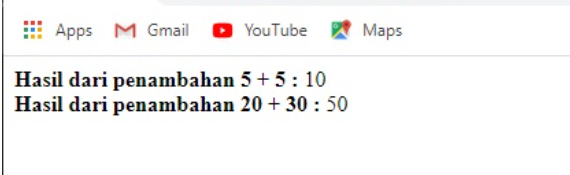 Apps Gmail YouTube Maps
Hasil dari penambahan 5 + 5 : 10
Hasil dari penambahan 20 + 30 : 50